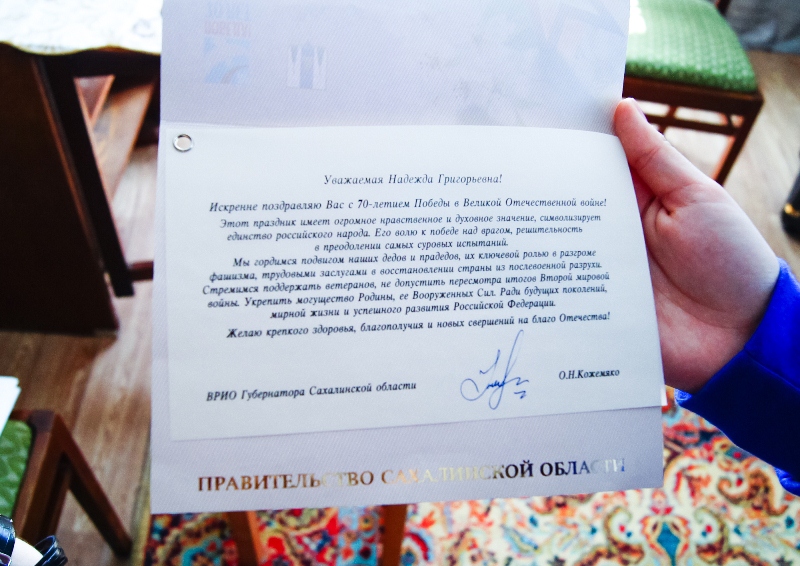 Уважаемая Надежда Григорьевна!
Искренне поздравляю Вас с 70-летием Победы в Великой Отечественной войне!
Этот праздник имеет огромное нравственное и духовное значение, символизирует
единство российского народа. Его волю к победе над врагом, решительность
в преодолении самых суровых испытаний.
Мы гордимся подвигом наших дедов и прадедов, их ключевой ролью в разгроме
фашизма, трудовыми заслугами в восстановлении страны из послевоенной разрухи.
Стремимся поддержать ветеранов, не допустить пересмотра итогов Второй мировой
войны. Укрепить могущество Родины, ее Вооруженных Сил. Ради будущих поколений,
мирной жизни и успешного развития Российской Федерации.
Желаю крепкого здоровья, благополучия и новых свершений на благо Отечества!
ВРИО Губернатора Сахалинской области
О.Н.Кожемяко
ПРАВИТЕЛЬСТВО САХАЛИНСКОЙ ОБЛАСТИ